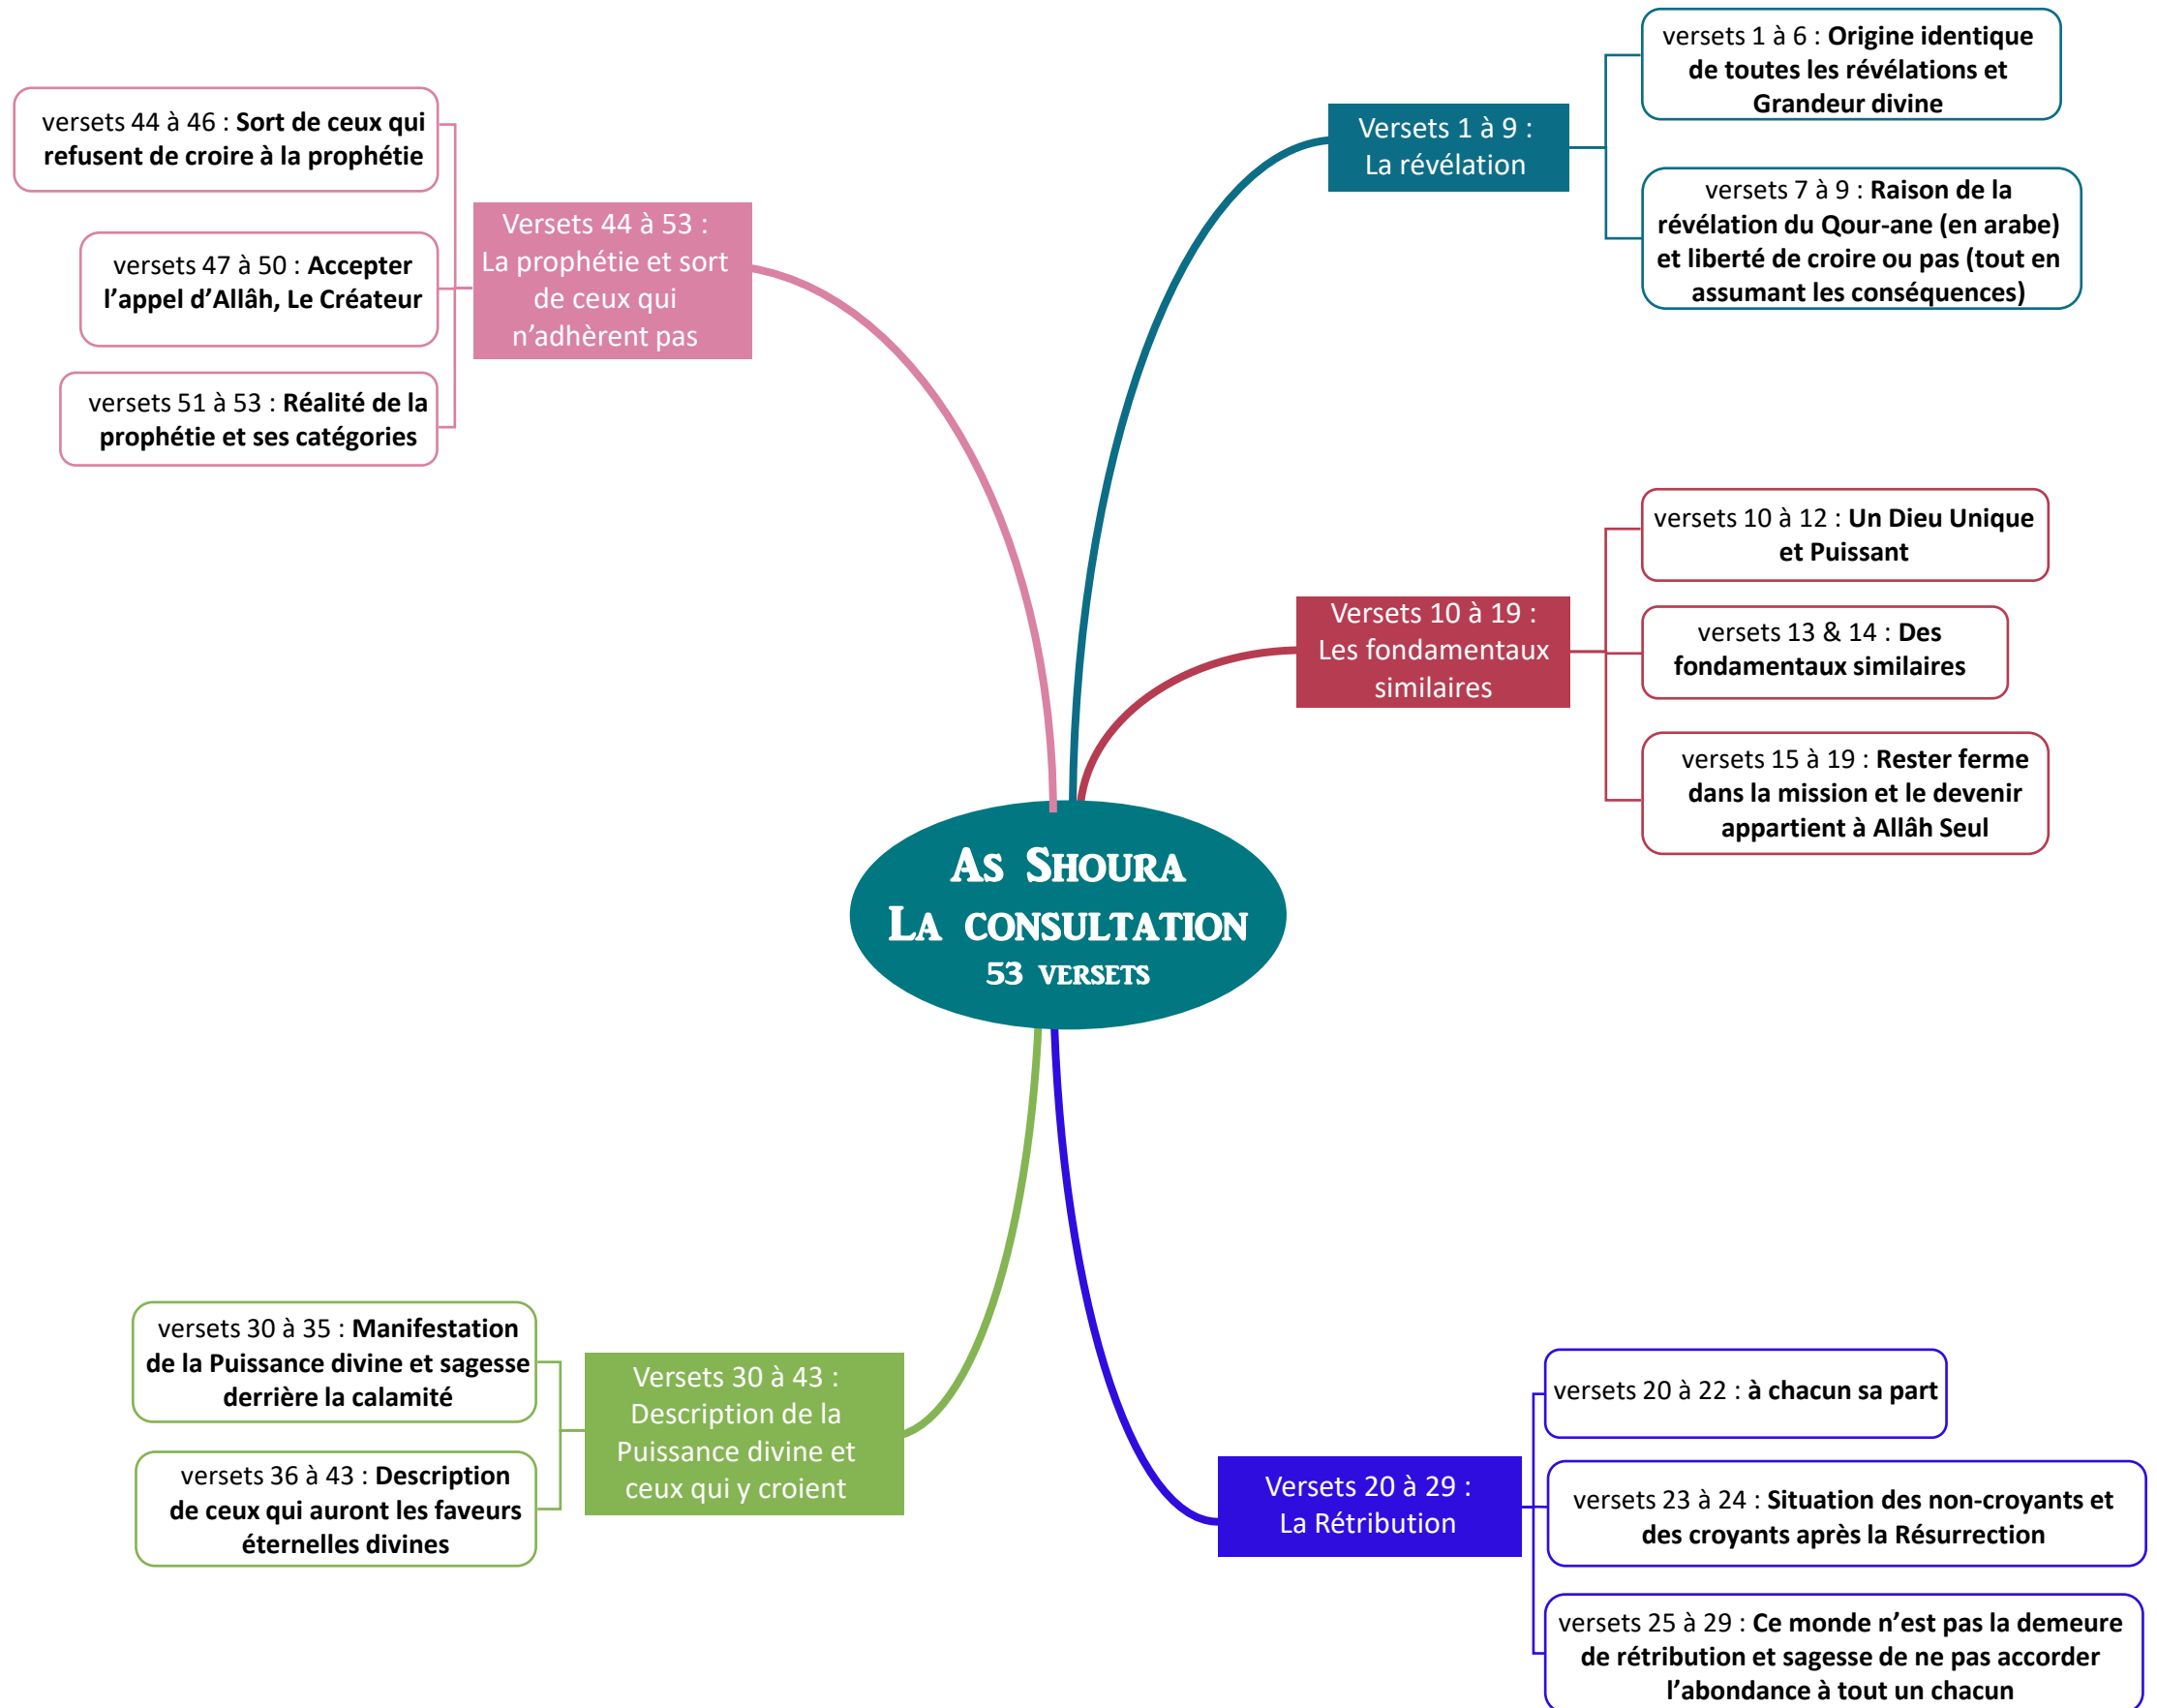 As Shoura
La consultation
53 versets
Versets 1 à 9 :
La révélation
versets 1 à 6 : Origine identique
de toutes les révélations et
Grandeur divine
versets 7 à 9 : Raison de la
révélation du Qour-ane (en arabe)
et liberté de croire ou pas (tout en
assumant les conséquences)
Versets 10 à 19 :
Les fondamentaux
similaires
versets 10 à 12 : Un Dieu Unique
et Puissant
versets 13 & 14 : Des
fondamentaux similaires
versets 15 à 19 : Rester ferme
dans la mission et le devenir
appartient à Allâh Seul
Versets 20 à 29 :
La Rétribution
versets 20 à 22 : à chacun sa part
versets 23 à 24 : Situation des non-croyants et
des croyants après la Résurrection
versets 25 à 29 : Ce monde n’est pas la demeure
de rétribution et sagesse de ne pas accorder
l’abondance à tout un chacun
Versets 30 à 43 :
Description de la
Puissance divine et
ceux qui y croient
versets 30 à 35 : Manifestation
de la Puissance divine et sagesse
derrière la calamité
versets 36 à 43 : Description
de ceux qui auront les faveurs
éternelles divines
Versets 44 à 53 :
La prophétie et sort
de ceux qui
n’adhèrent pas
versets 44 à 46 : Sort de ceux qui
refusent de croire à la prophétie
versets 47 à 50 : Accepter
l’appel d’Allâh, Le Créateur
versets 51 à 53 : Réalité de la
prophétie et ses catégories